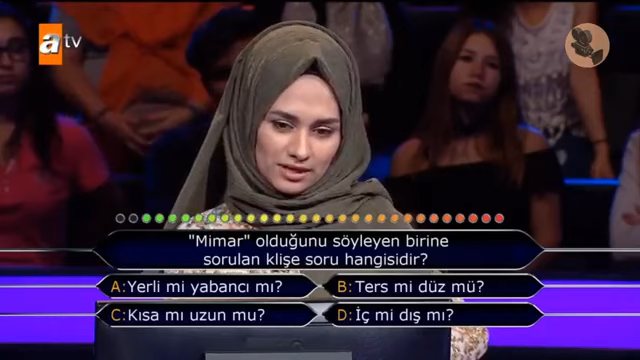 atv
"Mimar" olduğunu söyleyen birine
sorulan klişe soru hangisidir?
A:Yerli mi yabancı mı?
B:Ters mi düz mü?
C:Kısa mı uzun mu?
D:İç mi dış mı?